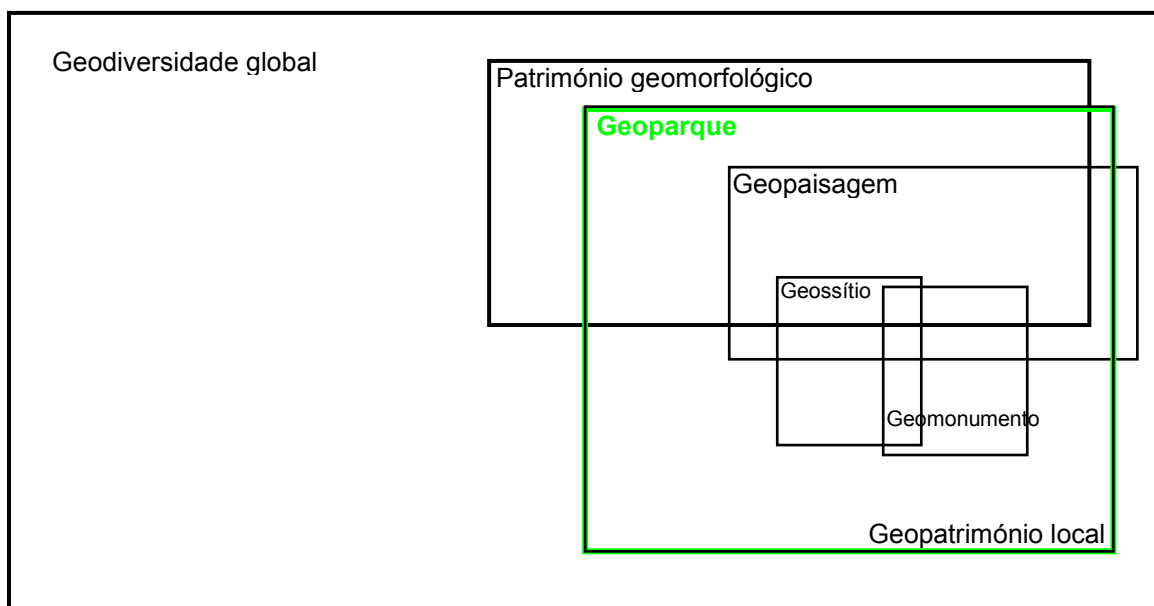 Geodiversidade global
Património geomorfológico
Geoparque
Geopaisagem
Geossítio
Geomonumento
Geopatrimónio local